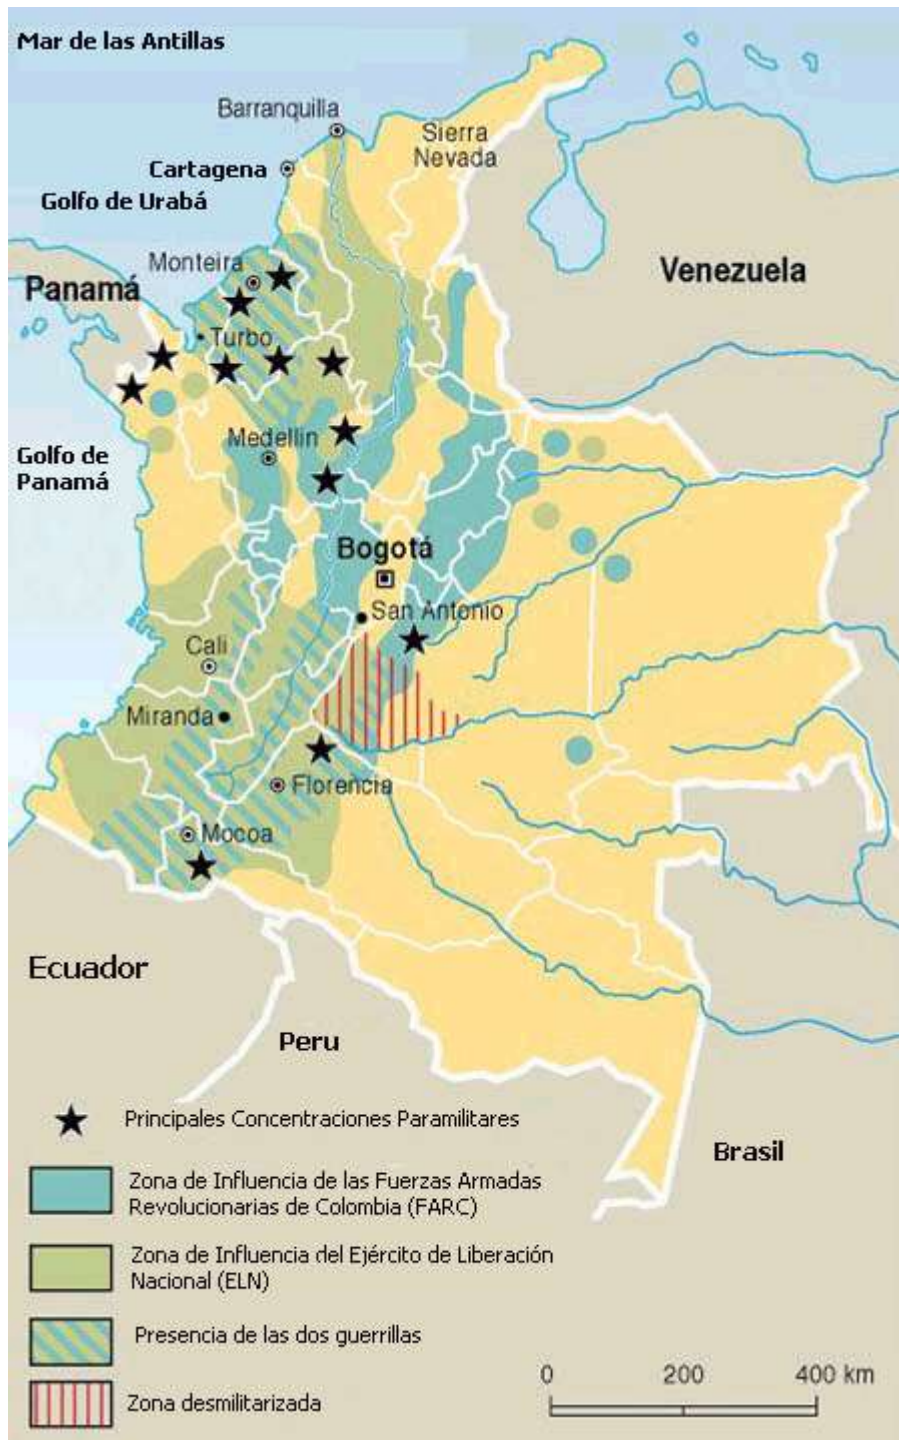 Mar de las Antillas
Barranquilla
Sierra
Nevada
Cartagena
Golfo de Urabá
Monteira
Panamá
Venezuela
Turbo
Medellin
Golfo de
Panamá
Bogotá
San Antonio
Cali
Miranda
Florencia
Mocoa
Ecuador
Peru
Brasil
Principales Concentraciones Paramilitares
Zona de Influencia de las Fuerzas Armadas
Revolucionarias de Colombia (FARC)
Zona de Influencia del Ejército de Liberación
Nacional (ELN)
Presencia de las dos guerrillas
Zona desmilitarizada
0 200 400 km